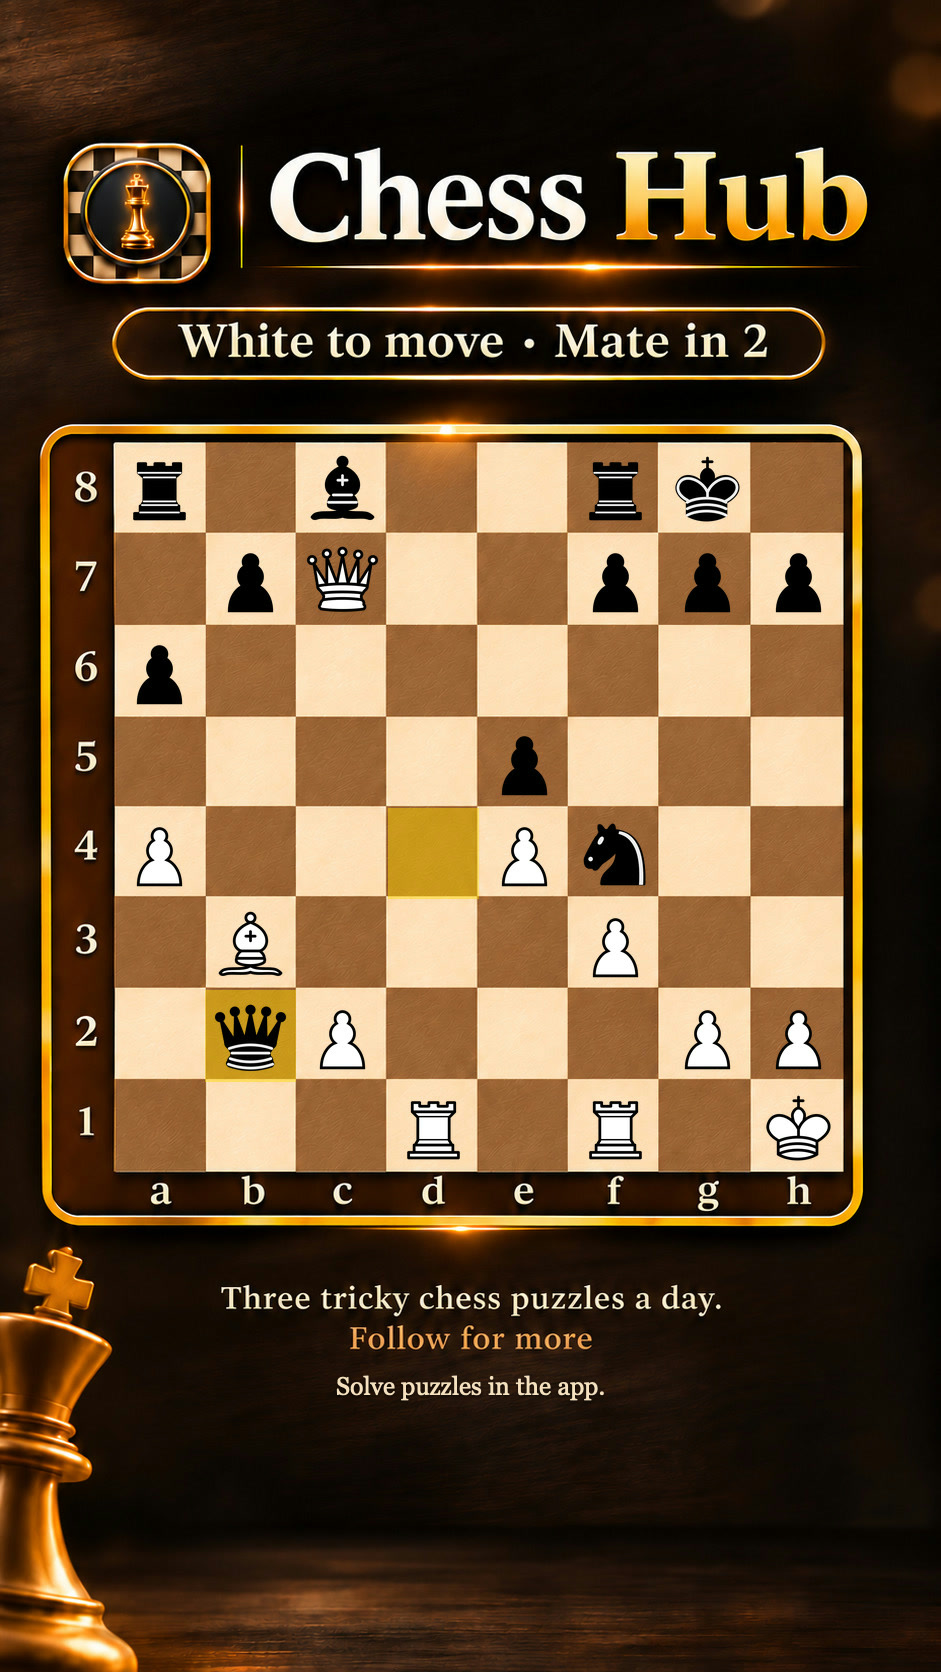 Chess Hub
White to move • Mate in 2
8
7
6
5
4
3
2
1
a b c d e f g h
Three tricky chess puzzles a day.
Follow for more
Solve puzzles in the app.